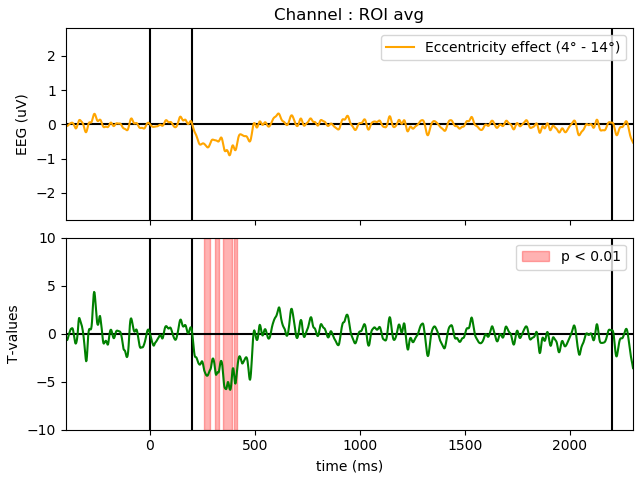 Channel : ROI avg
Eccentricity effect (4° - 14°)
EEG (uV)
2
1
0
−1
−2
p < 0.01
T-values
10
5
0
−5
−10
0
500
1000
1500
2000
time (ms)